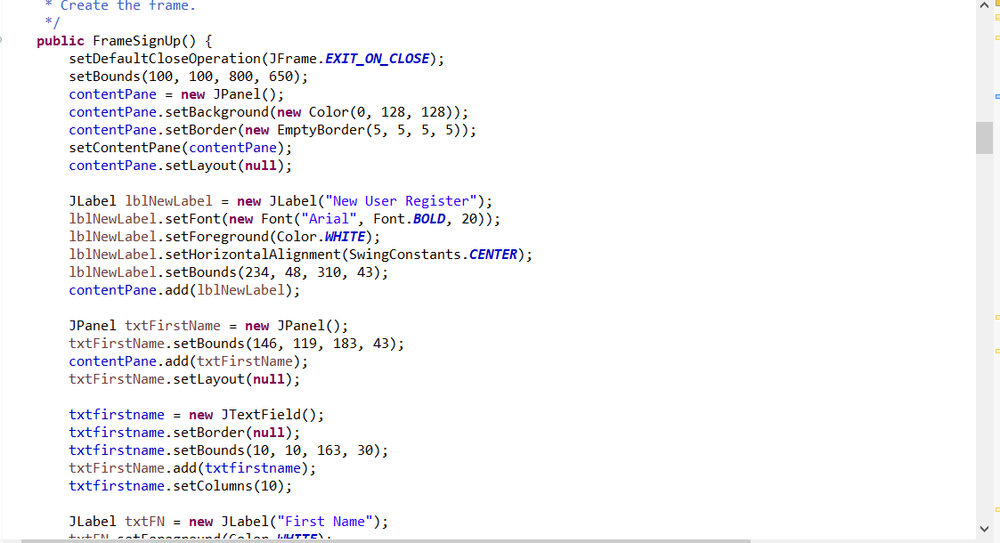 * Create the frame.
*/
public FrameSignUp() {
setDefaultCloseOperation(JFrame.EXIT_ON_CLOSE);
setBounds(100, 100, 800, 650);
contentPane = new JPanel();
contentPane.setBackground(new Color(0, 128, 128));
contentPane.setBorder(new EmptyBorder(5, 5, 5, 5));
setContentPane(contentPane);
contentPane.setLayout(null);

JLabel lblNewLabel = new JLabel("New User Register");
lblNewLabel.setFont(new Font("Arial", Font.BOLD, 20));
lblNewLabel.setForeground(Color.WHITE);
lblNewLabel.setHorizontalAlignment(SwingConstants.CENTER);
lblNewLabel.setBounds(234, 48, 310, 43);
contentPane.add(lblNewLabel);

JPanel txtFirstName = new JPanel();
txtFirstName.setBounds(146, 119, 183, 43);
contentPane.add(txtFirstName);
txtFirstName.setLayout(null);

txtfirstname = new JTextField();
txtfirstname.setBorder(null);
txtfirstname.setBounds(10, 10, 163, 30);
txtFirstName.add(txtfirstname);
txtfirstname.setColumns(10);

JLabel txtFN = new JLabel("First Name");
txtFN.setForeground(Color.WHITE);